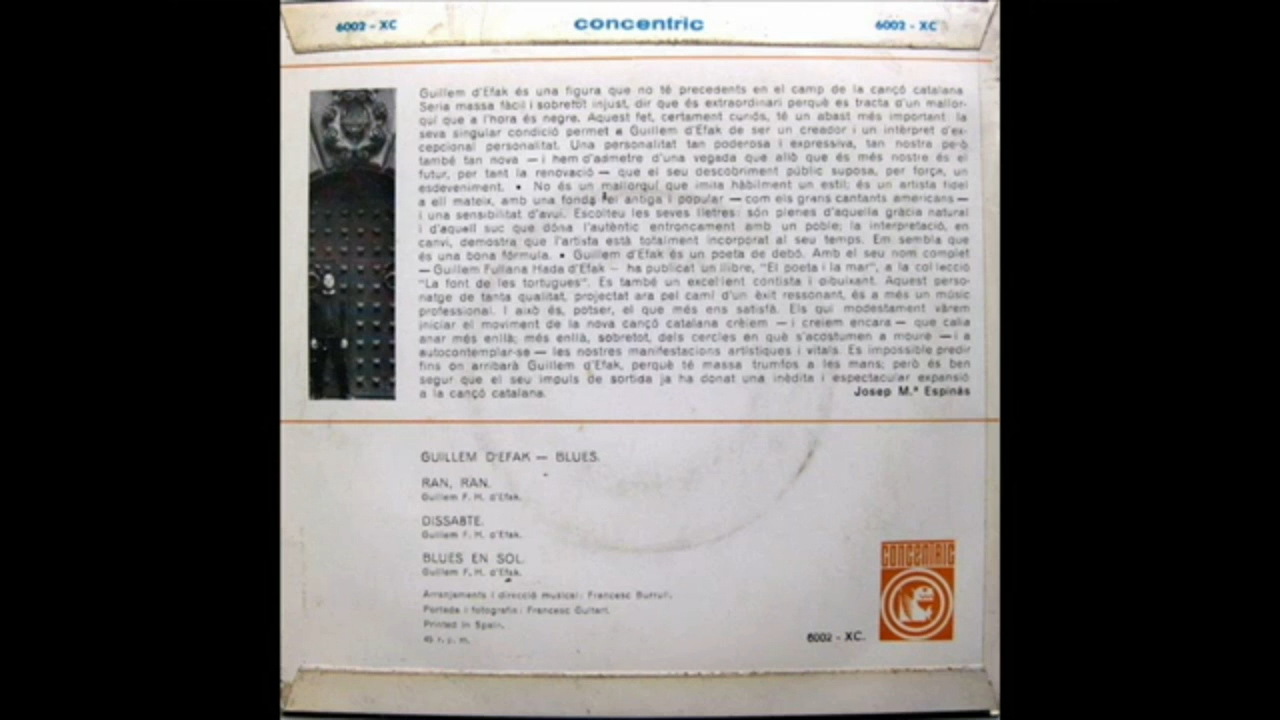 6002 - XC concentric 6002 - XC
Guillem d'Efak és una figura que no té precedents en el camp de la cançó catalana
Seria massa fàcil i sobretot injust, dir que és extraordinari perquè es tracta d'un mallor-
quí que a l'hora és negre. Aquest fet, certament curiós, té un abast més important: la
seva singular condició permet a Guillem d'Efak de ser un creador i un intèrpret d'ex-
cepcional personalitat. Una personalitat tan poderosa i expressiva, tan nostra però
també tan nova — i hem d'admetre d'una vegada que allò que és més nostre és el
futur, per tant la renovació — que el seu descobriment públic suposa, per força, un
esdeveniment. • No és un mallorquí que imita hàbilment un estil; és un artista fidel
a ell mateix, amb una fonda rel antiga i popular — com els grans cantants americans —
i una sensibilitat d'avui. Escolteu les seves lletres: són plenes d'aquella gràcia natural
i d'aquell suc que dóna l'autèntic entroncament amb un poble; la interpretació, en
canvi, demostra que l'artista està totalment incorporat al seu temps. Em sembla que
és una bona fórmula. • Guillem d'Efak és un poeta de debò. Amb el seu nom complet
— Guillem Fullana Hada d'Efak — ha publicat un llibre, "El poeta i la mar", a la col·lecció
"La font de les tortugues". Es també un excel·lent contista i dibuixant. Aquest perso-
natge de tanta qualitat, projectat ara pel camí d'un èxit ressonant, és a més un músic
professional. I això és, potser, el que més ens satisfà. Els qui modestament vàrem
iniciar el moviment de la nova cançó catalana crèiem — i creiem encara — que calia
anar més enllà; més enllà, sobretot, dels cercles en què s'acostumen a moure — i a
autocontemplar-se — les nostres manifestacions artístiques i vitals. Es impossible predir
fins on arribarà Guillem d'Efak, perquè té massa trumfos a les mans; però és ben
segur que el seu impuls de sortida ja ha donat una inèdita i espectacular expansió
a la cançó catalana. Josep M.ª Espinàs
GUILLEM D'EFAK — BLUES.
RAN, RAN.
Guillem F. H. d'Efak.
DISSABTE.
Guillem F. H. d'Efak.
BLUES EN SOL.
Guillem F. H. d'Efak.
Arranjaments i direcció musical: Francesc Burrull.
Portada i fotografia: Francesc Guitart.
Printed in Spain.
45 r. p. m.
CONCENTRIC
6002 - XC.